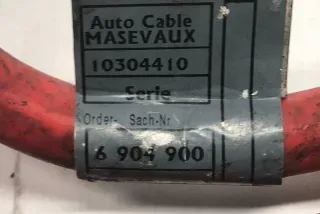 Auto Cable
MASEVAUX
10304410
Serie
Order- Sach-Nr
6 904 900